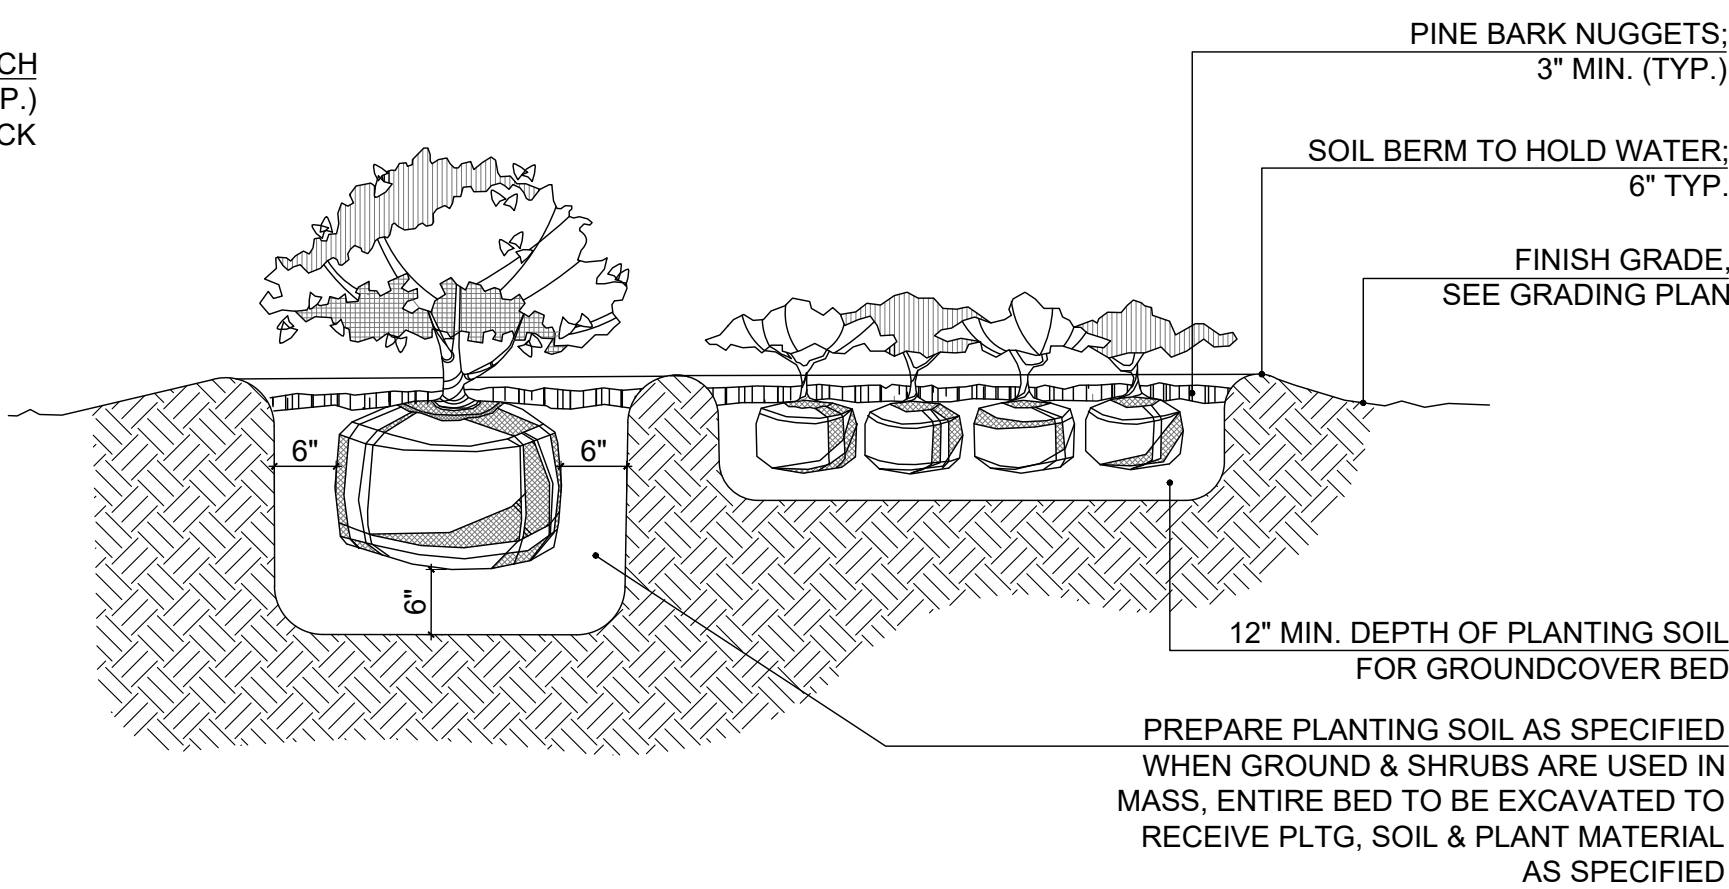 CH
P.)
CK
PINE BARK NUGGETS;
3" MIN. (TYP.)
SOIL BERM TO HOLD WATER;
6" TYP.
FINISH GRADE,
SEE GRADING PLAN
6"
6"
6"
12" MIN. DEPTH OF PLANTING SOIL
FOR GROUNDCOVER BED
PREPARE PLANTING SOIL AS SPECIFIED
WHEN GROUND & SHRUBS ARE USED IN
MASS, ENTIRE BED TO BE EXCAVATED TO
RECEIVE PLTG, SOIL & PLANT MATERIAL
AS SPECIFIED